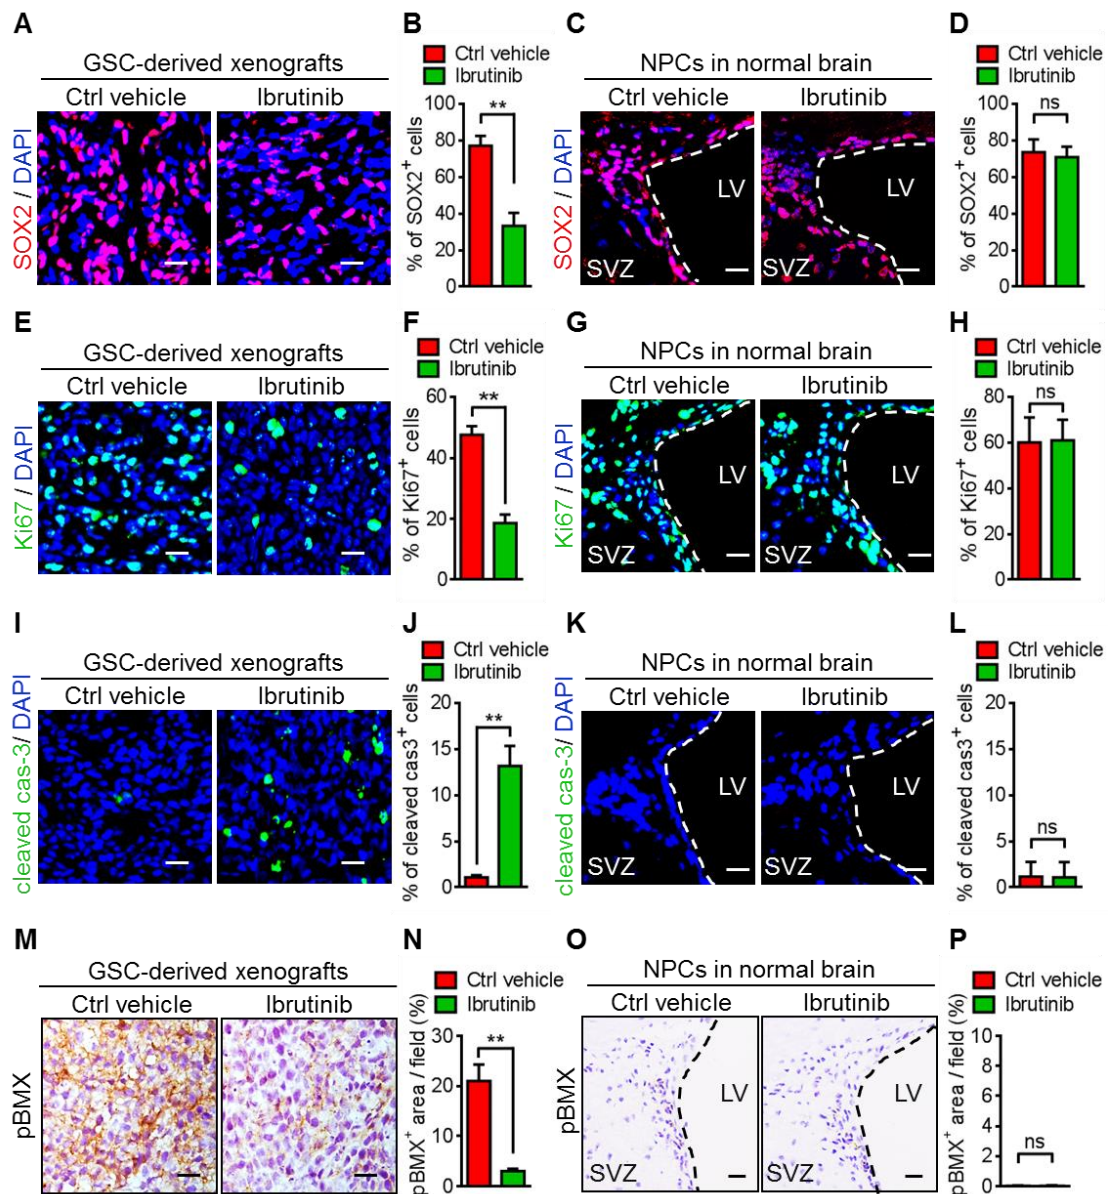 A
GSC-derived xenografts
Ctrl vehicle Ibrutinib
SOX2 / DAPI
B
Ctrl vehicle
Ibrutinib
% of SOX2+ cells
100
80
60
40
20
0
**
C
NPCs in normal brain
Ctrl vehicle Ibrutinib
SOX2 / DAPI
LV LV
SVZ SVZ
D
Ctrl vehicle
Ibrutinib
% of SOX2+ cells
100
80
60
40
20
0
ns
E
GSC-derived xenografts
Ctrl vehicle Ibrutinib
Ki67 / DAPI
F
Ctrl vehicle
Ibrutinib
% of Ki67+ cells
60
40
20
0
**
G
NPCs in normal brain
Ctrl vehicle Ibrutinib
Ki67 / DAPI
LV LV
SVZ SVZ
H
Ctrl vehicle
Ibrutinib
% of Ki67+ cells
80
60
40
20
0
ns
I
GSC-derived xenografts
Ctrl vehicle Ibrutinib
cleaved cas-3/ DAPI
J
Ctrl vehicle
Ibrutinib
% of cleaved cas3+ cells
20
15
10
5
0
**
K
NPCs in normal brain
Ctrl vehicle Ibrutinib
cleaved cas-3/ DAPI
LV LV
SVZ SVZ
L
Ctrl vehicle
Ibrutinib
% of cleaved cas3+ cells
20
15
10
5
0
ns
M
GSC-derived xenografts
Ctrl vehicle Ibrutinib
pBMX
N
Ctrl vehicle
Ibrutinib
pBMX+ area / field (%)
30
20
10
0
**
O
NPCs in normal brain
Ctrl vehicle Ibrutinib
pBMX
LV LV
SVZ SVZ
P
Ctrl vehicle
Ibrutinib
pBMX+ area / field (%)
10
8
6
4
2
0
ns